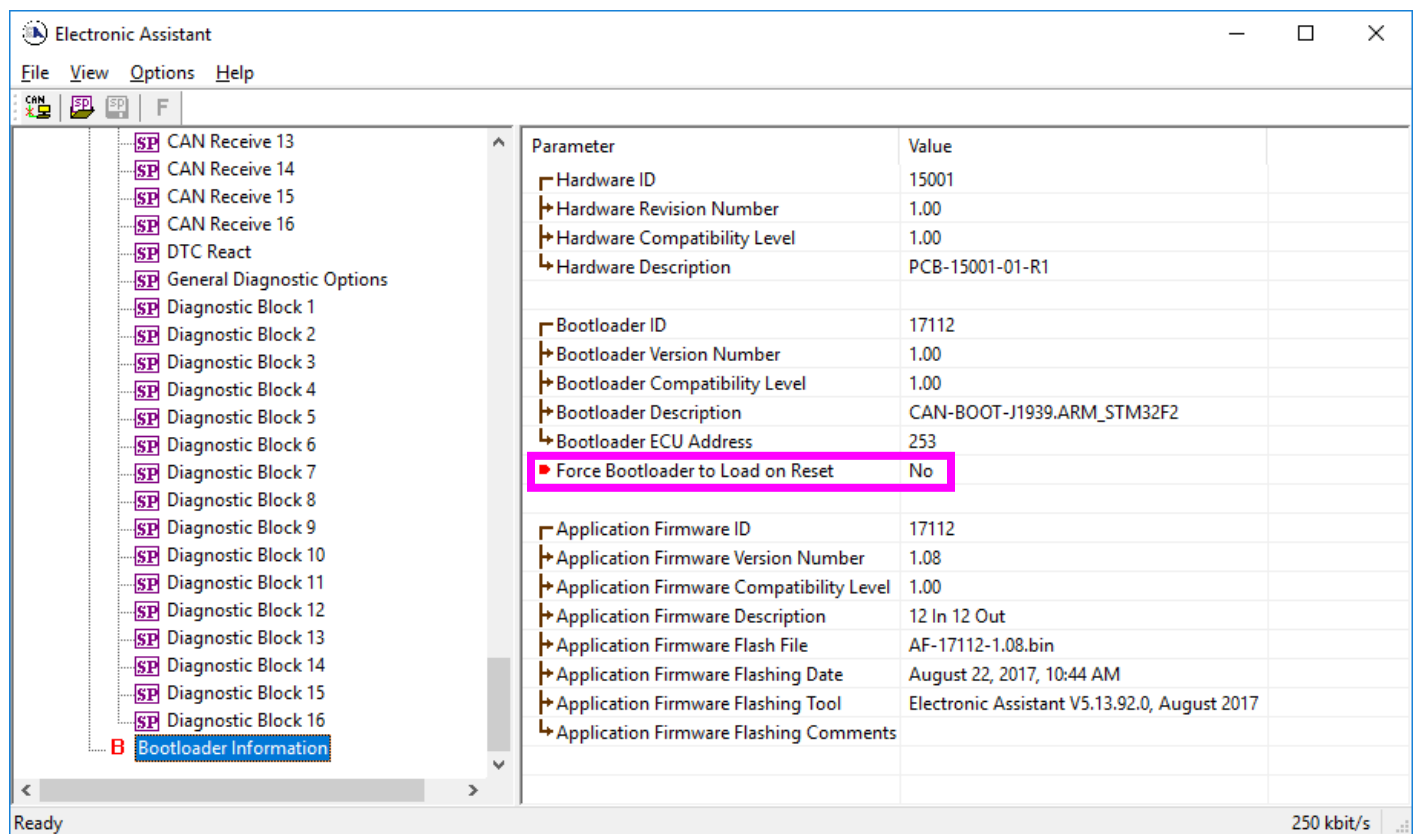 Electronic Assistant
File View Options Help
CAN SP SP F
SP CAN Receive 13
SP CAN Receive 14
SP CAN Receive 15
SP CAN Receive 16
SP DTC React
SP General Diagnostic Options
SP Diagnostic Block 1
SP Diagnostic Block 2
SP Diagnostic Block 3
SP Diagnostic Block 4
SP Diagnostic Block 5
SP Diagnostic Block 6
SP Diagnostic Block 7
SP Diagnostic Block 8
SP Diagnostic Block 9
SP Diagnostic Block 10
SP Diagnostic Block 11
SP Diagnostic Block 12
SP Diagnostic Block 13
SP Diagnostic Block 14
SP Diagnostic Block 15
SP Diagnostic Block 16
B Bootloader Information
Parameter Value
Hardware ID 15001
Hardware Revision Number 1.00
Hardware Compatibility Level 1.00
Hardware Description PCB-15001-01-R1
Bootloader ID 17112
Bootloader Version Number 1.00
Bootloader Compatibility Level 1.00
Bootloader Description CAN-BOOT-J1939.ARM_STM32F2
Bootloader ECU Address 253
Force Bootloader to Load on Reset No
Application Firmware ID 17112
Application Firmware Version Number 1.08
Application Firmware Compatibility Level 1.00
Application Firmware Description 12 In 12 Out
Application Firmware Flash File AF-17112-1.08.bin
Application Firmware Flashing Date August 22, 2017, 10:44 AM
Application Firmware Flashing Tool Electronic Assistant V5.13.92.0, August 2017
Application Firmware Flashing Comments
Ready 250 kbit/s